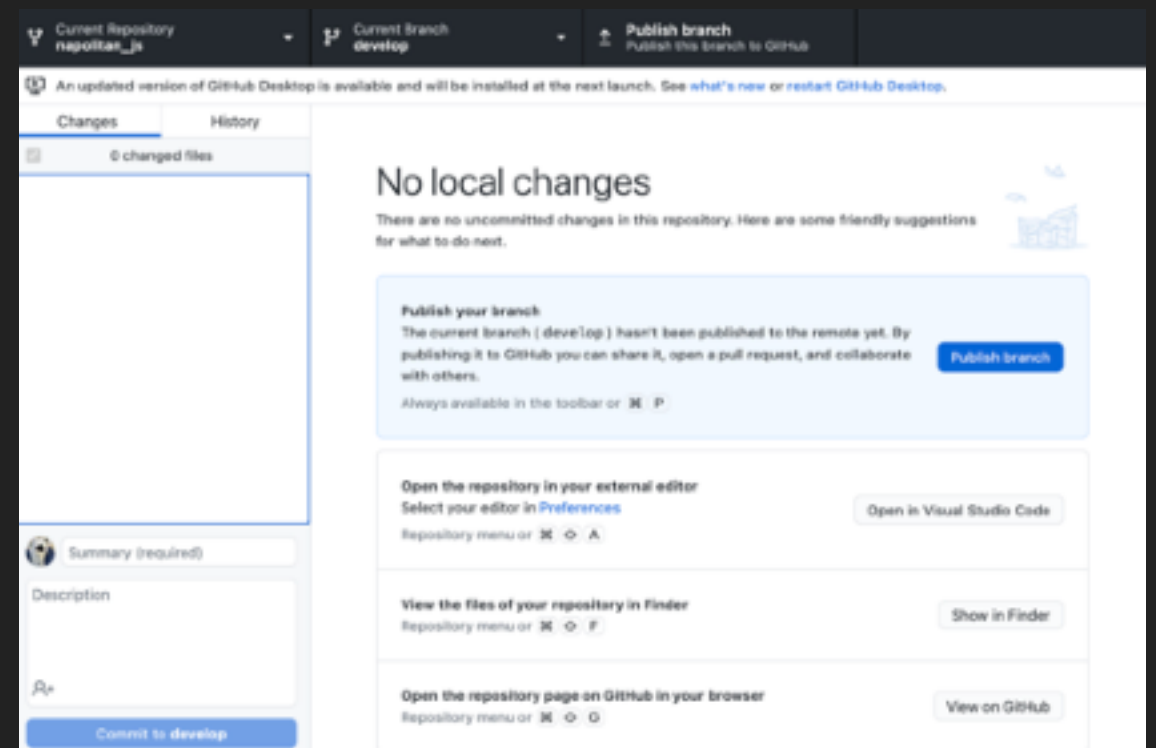 Current Repository
napolitan_js
Current Branch
develop
Publish branch
Publish this branch to GitHub
An updated version of GitHub Desktop is available and will be installed at the next launch. See what's new or restart GitHub Desktop.
Changes
History
0 changed files
No local changes
There are no uncommitted changes in this repository. Here are some friendly suggestions
for what to do next.
Publish your branch
The current branch ( develop ) hasn't been published to the remote yet. By
publishing it to GitHub you can share it, open a pull request, and collaborate
with others.
Publish branch
Always available in the toolbar or ⌘ P
Open the repository in your external editor
Select your editor in Preferences
Repository menu or ⌘ ⇧ A
Open in Visual Studio Code
View the files of your repository in Finder
Repository menu or ⌘ ⇧ F
Show in Finder
Open the repository page on GitHub in your browser
Repository menu or ⌘ ⇧ G
View on GitHub
Summary (required)
Description
Commit to develop